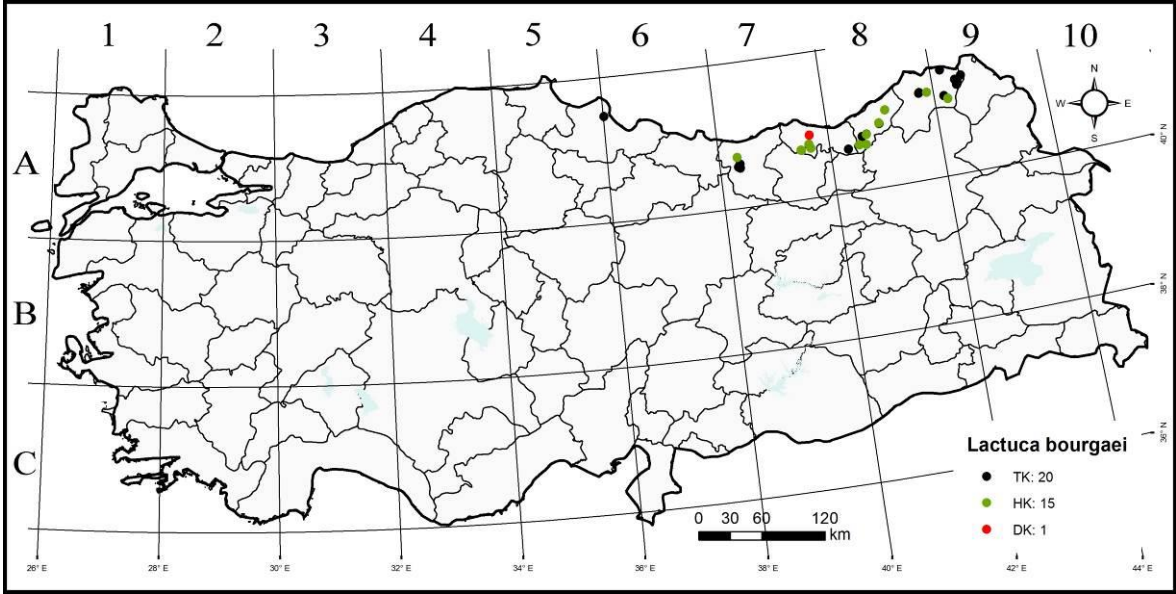 1 2 3 4 5 6 7 8 9 10
N
W E
S
40° N
A
38° N
B
36° N
C
Lactuca bourgaei
TK: 20
HK: 15
DK: 1
0 30 60 120
km
26° E 28° E 30° E 32° E 34° E 36° E 38° E 40° E 42° E 44° E